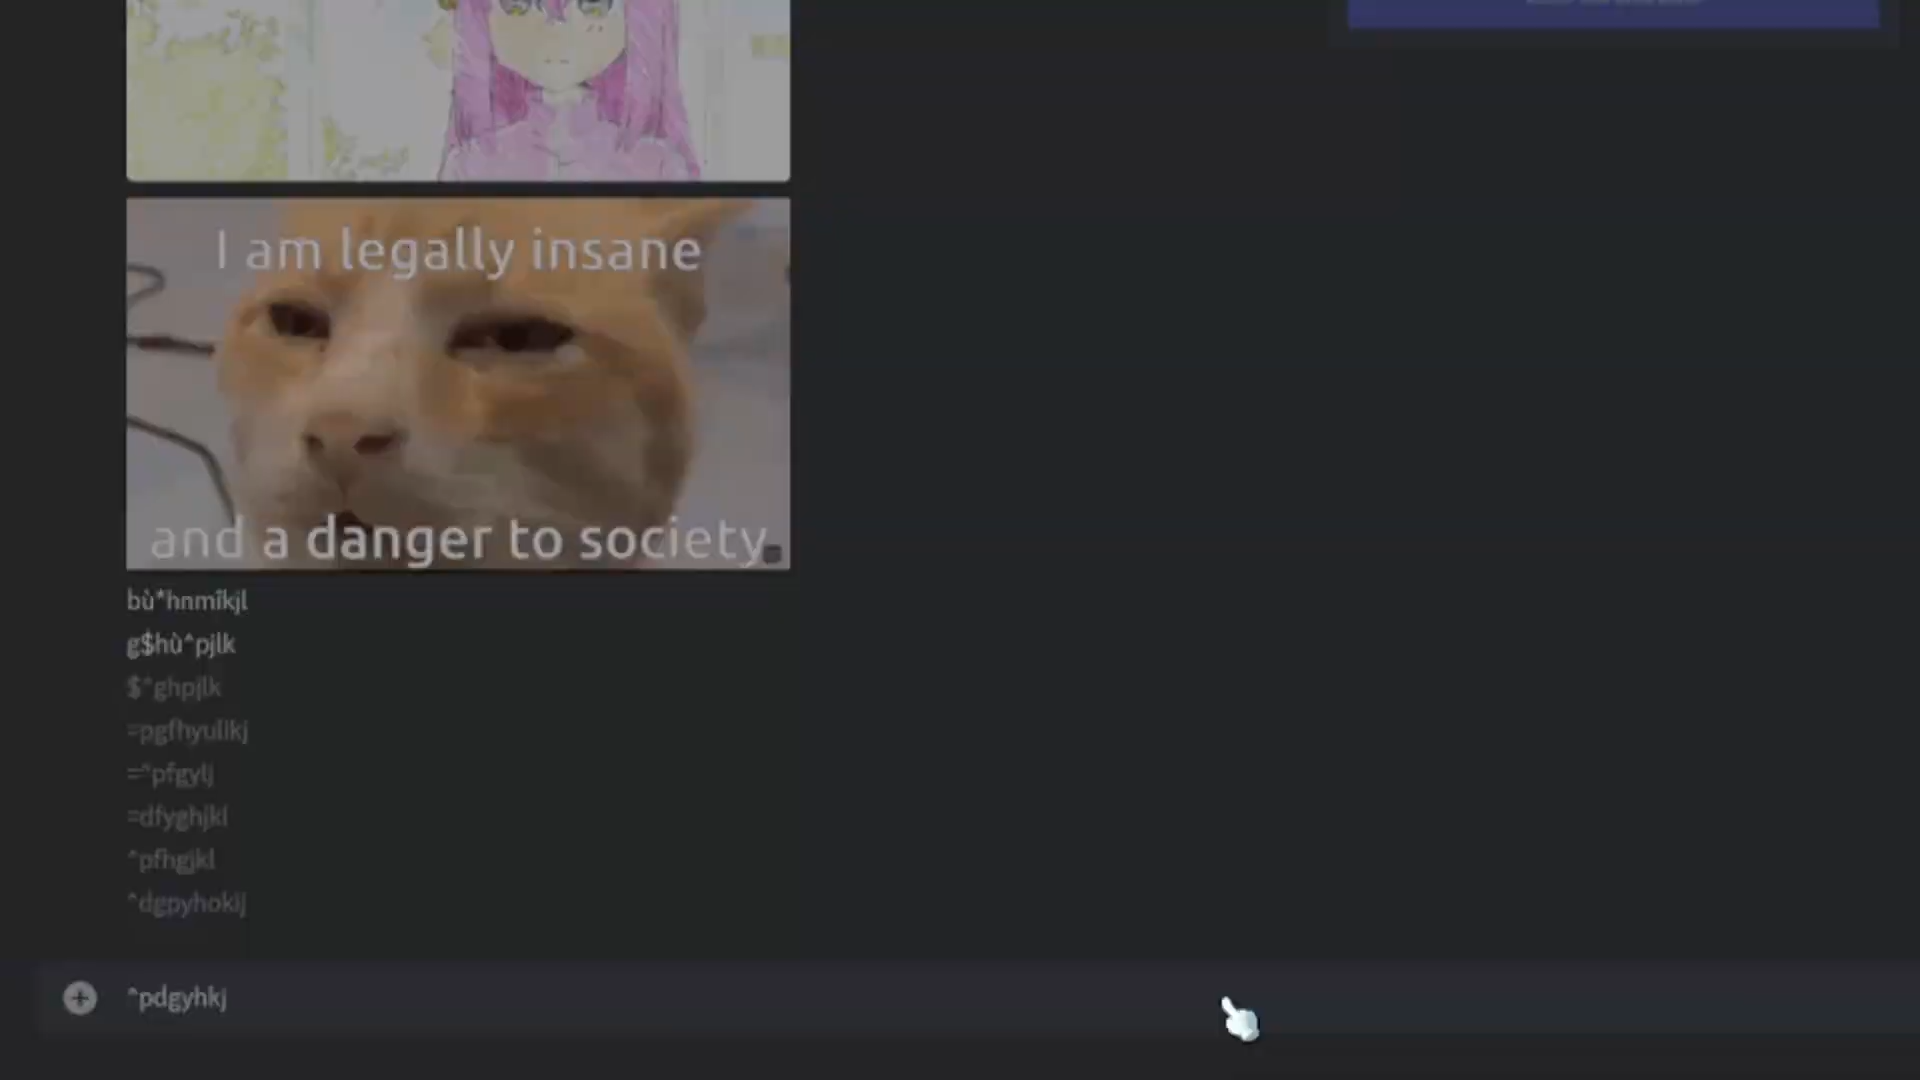 I am legally insane
and a danger to society
bù*hnmîkjl
g$hù^pjlk
$^ghpjlk
=pgfhyulikj
=^pfgylj
=dfyghjkl
^pfhgjkl
^dgpyhokij
^pdgyhkj